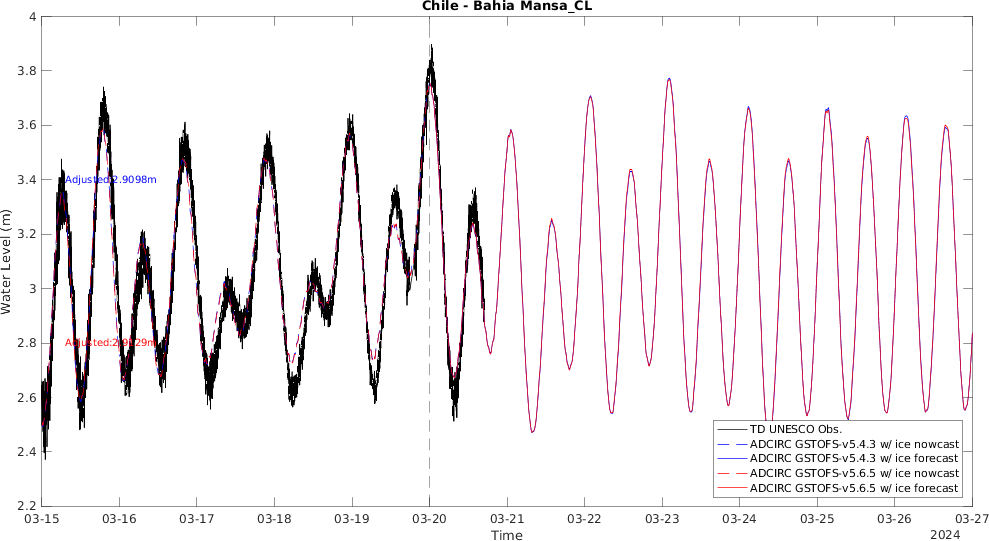 Chile - Bahia Mansa_CL
4
3.8
3.6
3.4
3.2
3
2.8
2.6
2.4
2.2
Water Level (m)
Adjusted:2.9098m
TD UNESCO Obs.
ADCIRC GSTOFS-v5.4.3 w/ ice nowcast
ADCIRC GSTOFS-v5.4.3 w/ ice forecast
ADCIRC GSTOFS-v5.6.5 w/ ice nowcast
ADCIRC GSTOFS-v5.6.5 w/ ice forecast
03-15 03-16 03-17 03-18 03-19 03-20 03-21 03-22 03-23 03-24 03-25 03-26 03-27
Time
2024